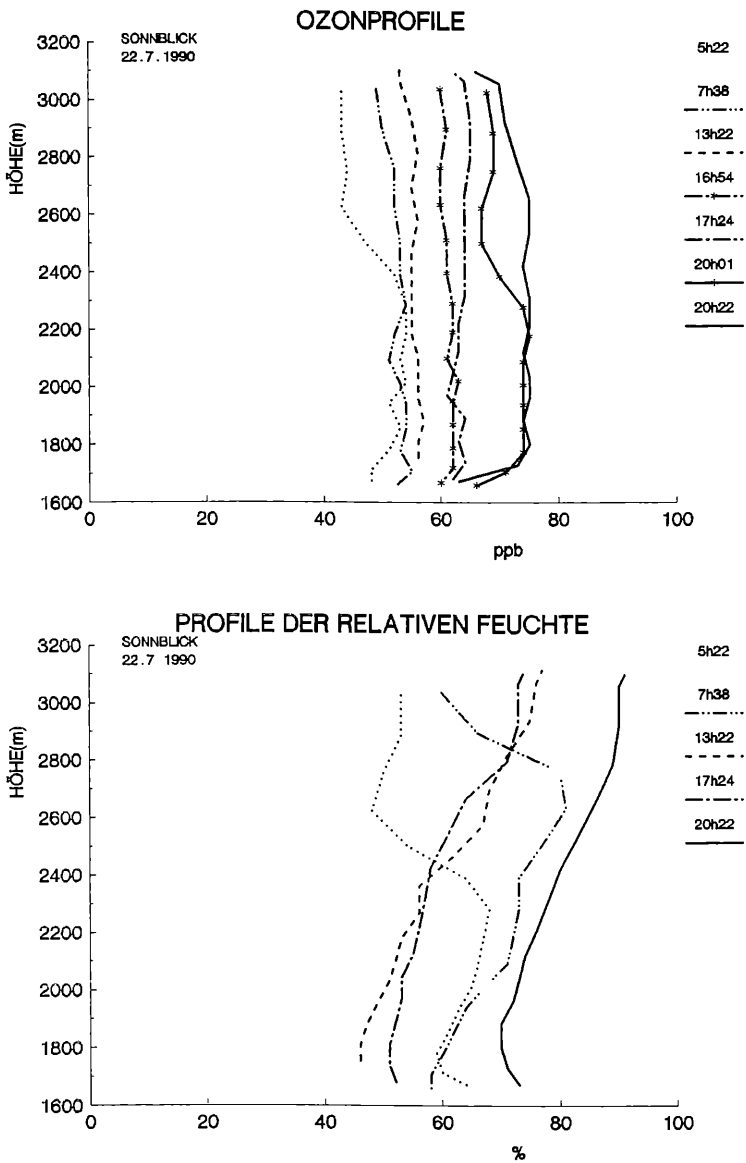 OZONPROFILE
SONNBLICK
22.7.1990
HÖHE(m)
3200
3000
2800
2600
2400
2200
2000
1800
1600
0
20
40
60
80
100
ppb
5h22
7h38
13h22
16h54
17h24
20h01
20h22
PROFILE DER RELATIVEN FEUCHTE
SONNBLICK
22.7 1990
HÖHE(m)
3200
3000
2800
2600
2400
2200
2000
1800
1600
0
20
40
60
80
100
%
5h22
7h38
13h22
17h24
20h22